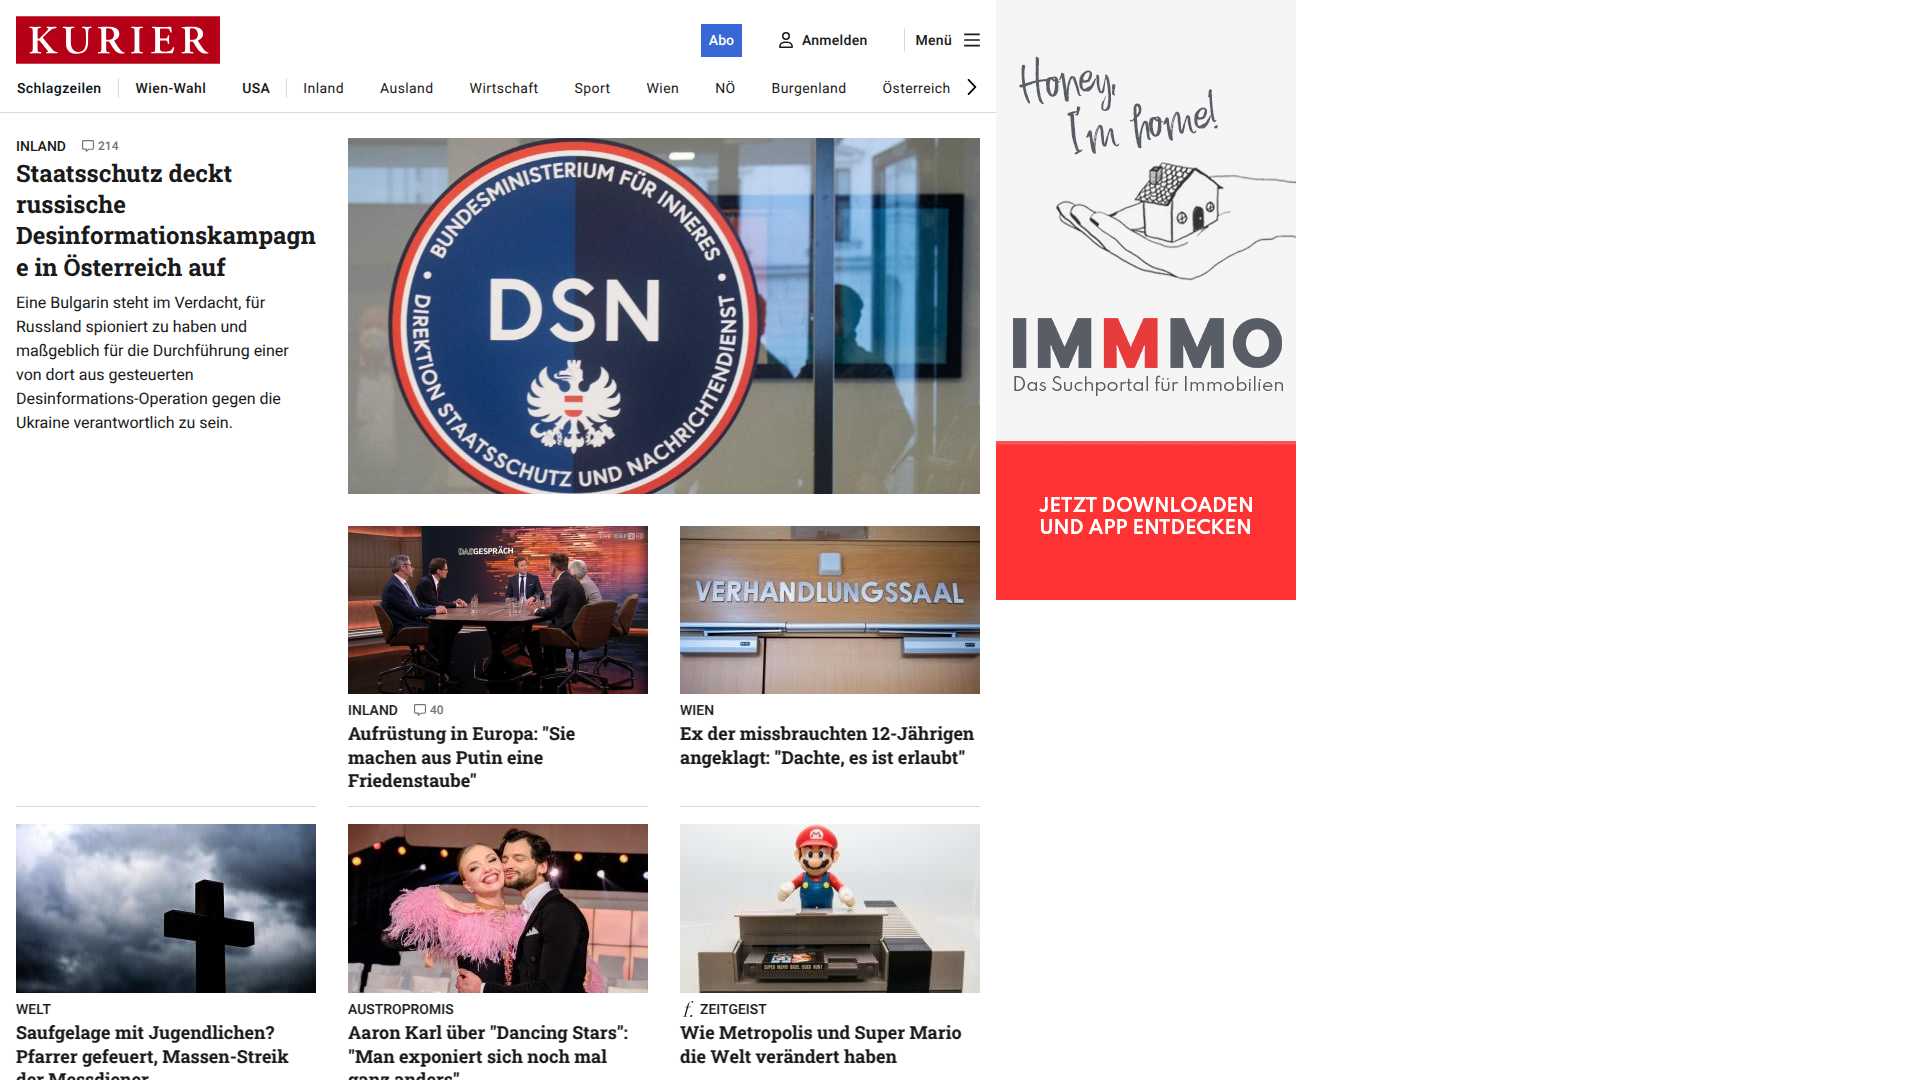 KURIER
Abo
Anmelden
Menü
Schlagzeilen
Wien-Wahl
USA
Inland
Ausland
Wirtschaft
Sport
Wien
NÖ
Burgenland
Österreich
INLAND 214
Staatsschutz deckt
russische
Desinformationskampagn
e in Österreich auf
Eine Bulgarin steht im Verdacht, für
Russland spioniert zu haben und
maßgeblich für die Durchführung einer
von dort aus gesteuerten
Desinformations-Operation gegen die
Ukraine verantwortlich zu sein.
BUNDESMINISTERIUM FÜR INNERES
DSN
DIREKTION STAATSSCHUTZ UND NACHRICHTENDIENST
DASGESPRÄCH
INLAND 40
Aufrüstung in Europa: "Sie
machen aus Putin eine
Friedenstaube"
VERHANDLUNGSSAAL
WIEN
Ex der missbrauchten 12-Jährigen
angeklagt: "Dachte, es ist erlaubt"
WELT
Saufgelage mit Jugendlichen?
Pfarrer gefeuert, Massen-Streik
der Messdiener
AUSTROPROMIS
Aaron Karl über "Dancing Stars":
"Man exponiert sich noch mal
ganz anders"
f. ZEITGEIST
Wie Metropolis und Super Mario
die Welt verändert haben
Honey,
I'm home!
IMMMO
Das Suchportal für Immobilien
JETZT DOWNLOADEN
UND APP ENTDECKEN